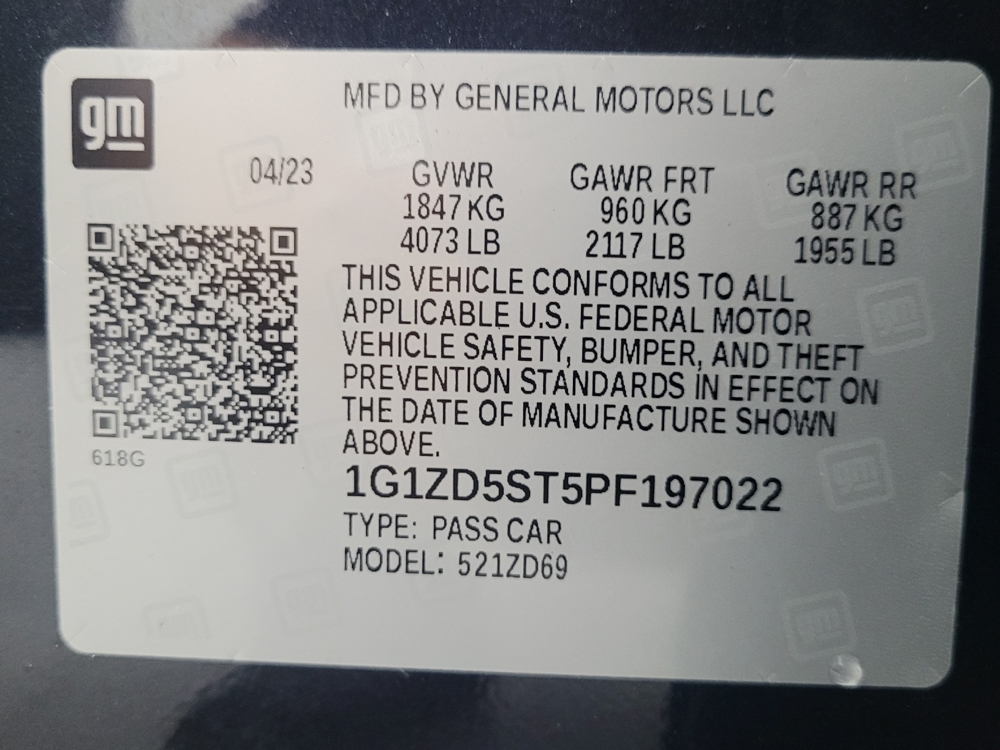 gm
MFD BY GENERAL MOTORS LLC
04/23
GVWR
1847 KG
4073 LB
GAWR FRT
960 KG
2117 LB
GAWR RR
887 KG
1955 LB
THIS VEHICLE CONFORMS TO ALL
APPLICABLE U.S. FEDERAL MOTOR
VEHICLE SAFETY, BUMPER, AND THEFT
PREVENTION STANDARDS IN EFFECT ON
THE DATE OF MANUFACTURE SHOWN
ABOVE.
618G
1G1ZD5ST5PF197022
TYPE: PASS CAR
MODEL: 521ZD69